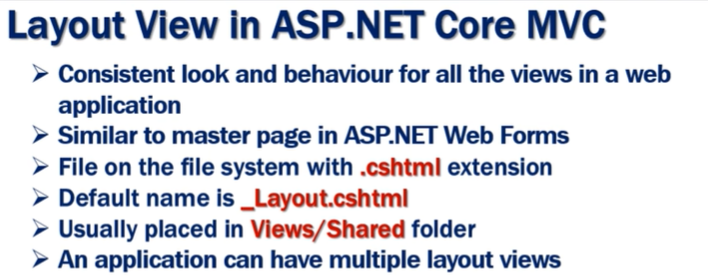 Layout View in ASP.NET Core MVC
➢ Consistent look and behaviour for all the views in a web
application
➢ Similar to master page in ASP.NET Web Forms
➢ File on the file system with .cshtml extension
➢ Default name is _Layout.cshtml
➢ Usually placed in Views/Shared folder
➢ An application can have multiple layout views